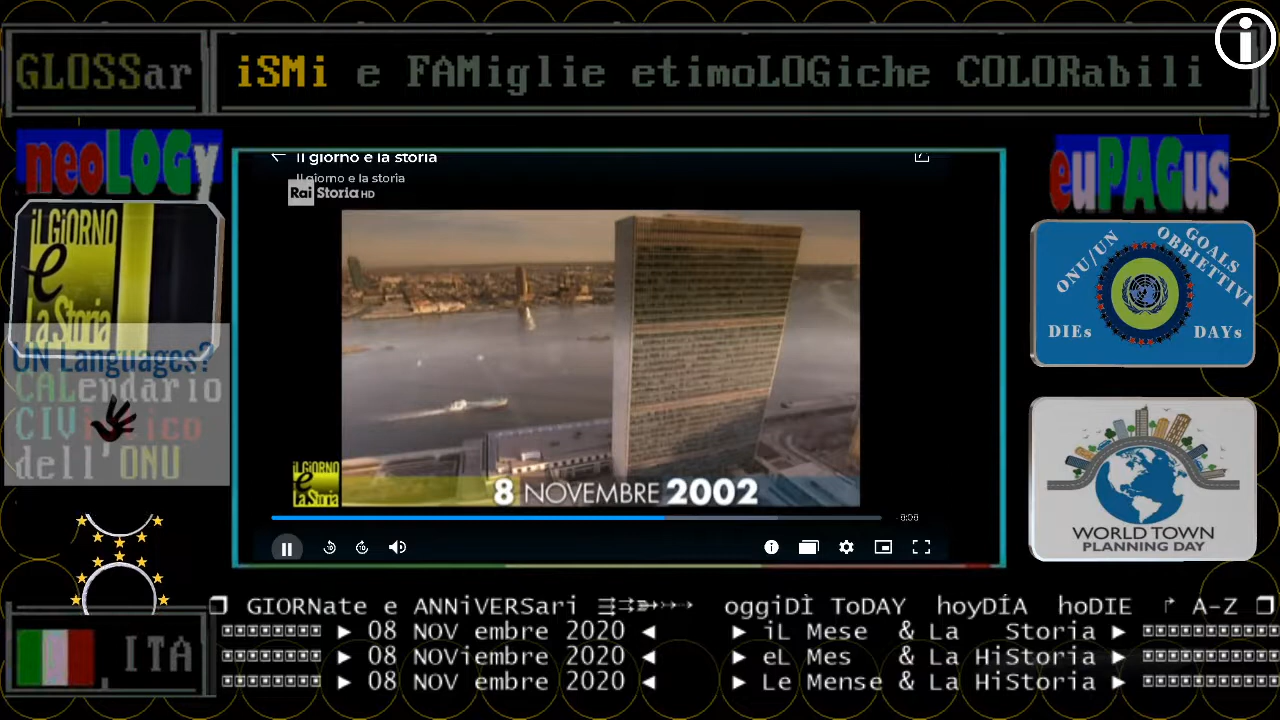 GLOSSar
iSMi e FAMiglie etimoLOGiche COLORabili
neoLOGy
iL GiORNO
e
La Storia
UN Languages?
CALendario
CIVirico
dell'ONU
ITA
Il giorno e la storia
Il giorno e la storia
Rai Storia HD
iL GiORNO
e
La Storia
8 NOVEMBRE 2002
euPAGus
ONU/UN
GOALS
OBBIETTIVI
DIEs
DAYs
WORLD TOWN
PLANNING DAY
GIORNate e ANNiVERSari oggiDÌ ToDAY hoyDÍA hoDIE A-Z
08 NOV embre 2020 iL Mese & La Storia
08 NOViembre 2020 eL Mes & La HiStoria
08 NOV embre 2020 Le Mense & La HiStoria